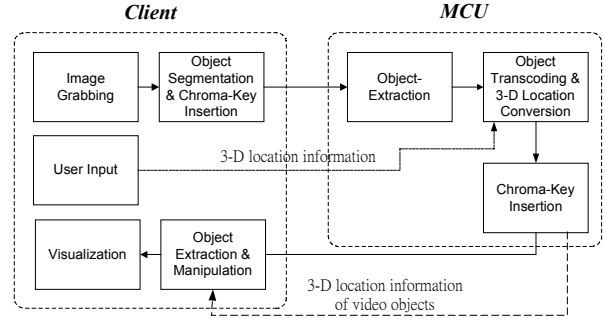 Client
MCU
Image
Grabbing
Object
Segmentation
& Chroma-Key
Insertion
Object-
Extraction
Object
Transcoding &
3-D Location
Conversion
User Input
3-D location information
Chroma-Key
Insertion
Visualization
Object
Extraction &
Manipulation
3-D location information
of video objects